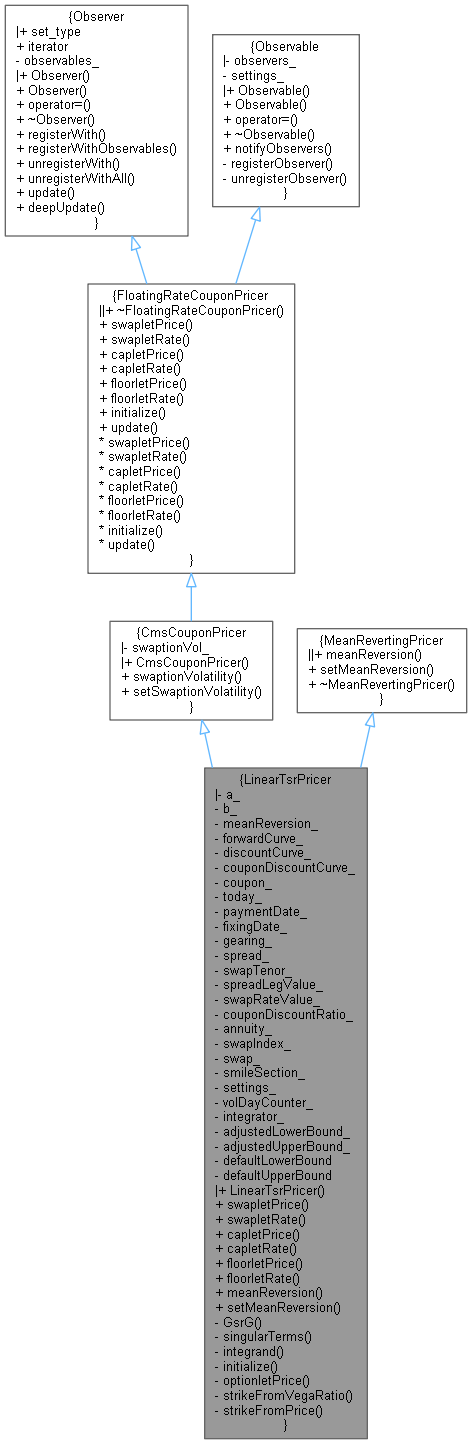 {Observer
|+ set_type
+ iterator
- observables_
|+ Observer()
+ Observer()
+ operator=()
+ ~Observer()
+ registerWith()
+ registerWithObservables()
+ unregisterWith()
+ unregisterWithAll()
+ update()
+ deepUpdate()
}
{Observable
|- observers_
- settings_
|+ Observable()
+ Observable()
+ operator=()
+ ~Observable()
+ notifyObservers()
- registerObserver()
- unregisterObserver()
}
{FloatingRateCouponPricer
||+ ~FloatingRateCouponPricer()
+ swapletPrice()
+ swapletRate()
+ capletPrice()
+ capletRate()
+ floorletPrice()
+ floorletRate()
+ initialize()
+ update()
* swapletPrice()
* swapletRate()
* capletPrice()
* capletRate()
* floorletPrice()
* floorletRate()
* initialize()
* update()
}
{CmsCouponPricer
|- swaptionVol_
|+ CmsCouponPricer()
+ swaptionVolatility()
+ setSwaptionVolatility()
}
{MeanRevertingPricer
||+ meanReversion()
+ setMeanReversion()
+ ~MeanRevertingPricer()
}
{LinearTsrPricer
|- a_
- b_
- meanReversion_
- forwardCurve_
- discountCurve_
- couponDiscountCurve_
- coupon_
- today_
- paymentDate_
- fixingDate_
- gearing_
- spread_
- swapTenor_
- spreadLegValue_
- swapRateValue_
- couponDiscountRatio_
- annuity_
- swapIndex_
- swap_
- smileSection_
- settings_
- volDayCounter_
- integrator_
- adjustedLowerBound_
- adjustedUpperBound_
- defaultLowerBound
- defaultUpperBound
|+ LinearTsrPricer()
+ swapletPrice()
+ swapletRate()
+ capletPrice()
+ capletRate()
+ floorletPrice()
+ floorletRate()
+ meanReversion()
+ setMeanReversion()
- GsrG()
- singularTerms()
- integrand()
- initialize()
- optionletPrice()
- strikeFromVegaRatio()
- strikeFromPrice()
}